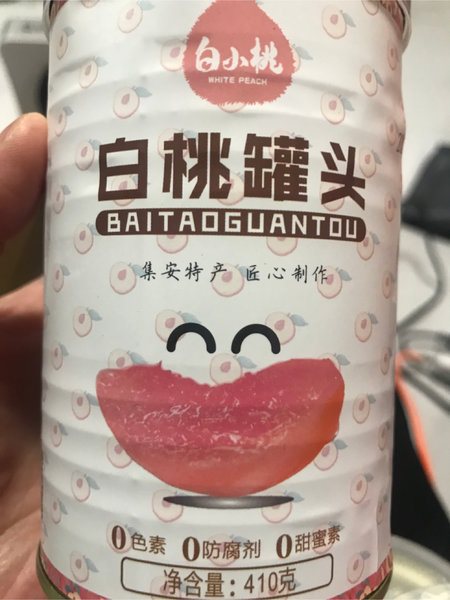 白小桃
WHITE PEACH
白桃罐头
BAITAOGUANTOU
集安特产 匠心制作
0色素 0防腐剂 0甜蜜素
净含量：410克